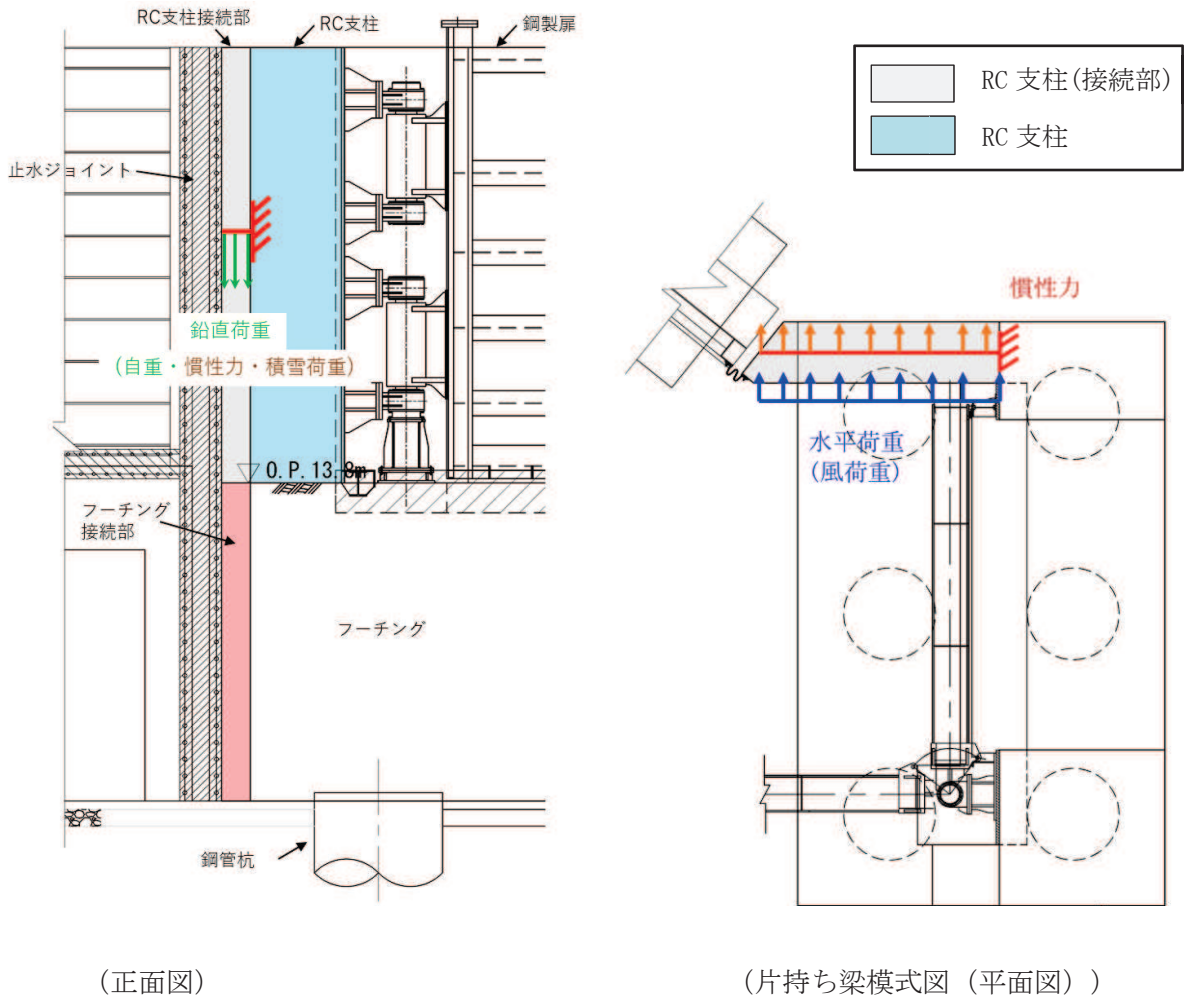 RC支柱接続部
RC支柱
鋼製扉
RC 支柱(接続部)
RC 支柱
止水ジョイント
鉛直荷重
(自重・慣性力・積雪荷重)
O.P.13.8m
フーチング
接続部
フーチング
鋼管杭
慣性力
水平荷重
(風荷重)
(正面図)
(片持ち梁模式図(平面図))